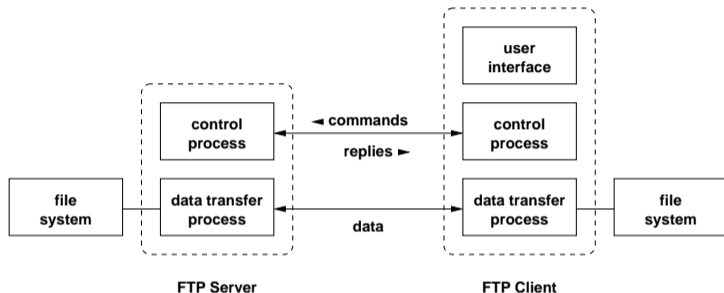 user
interface
control
process
◄ commands
replies ►
control
process
file
system
data transfer
process
data
data transfer
process
file
system
FTP Server
FTP Client